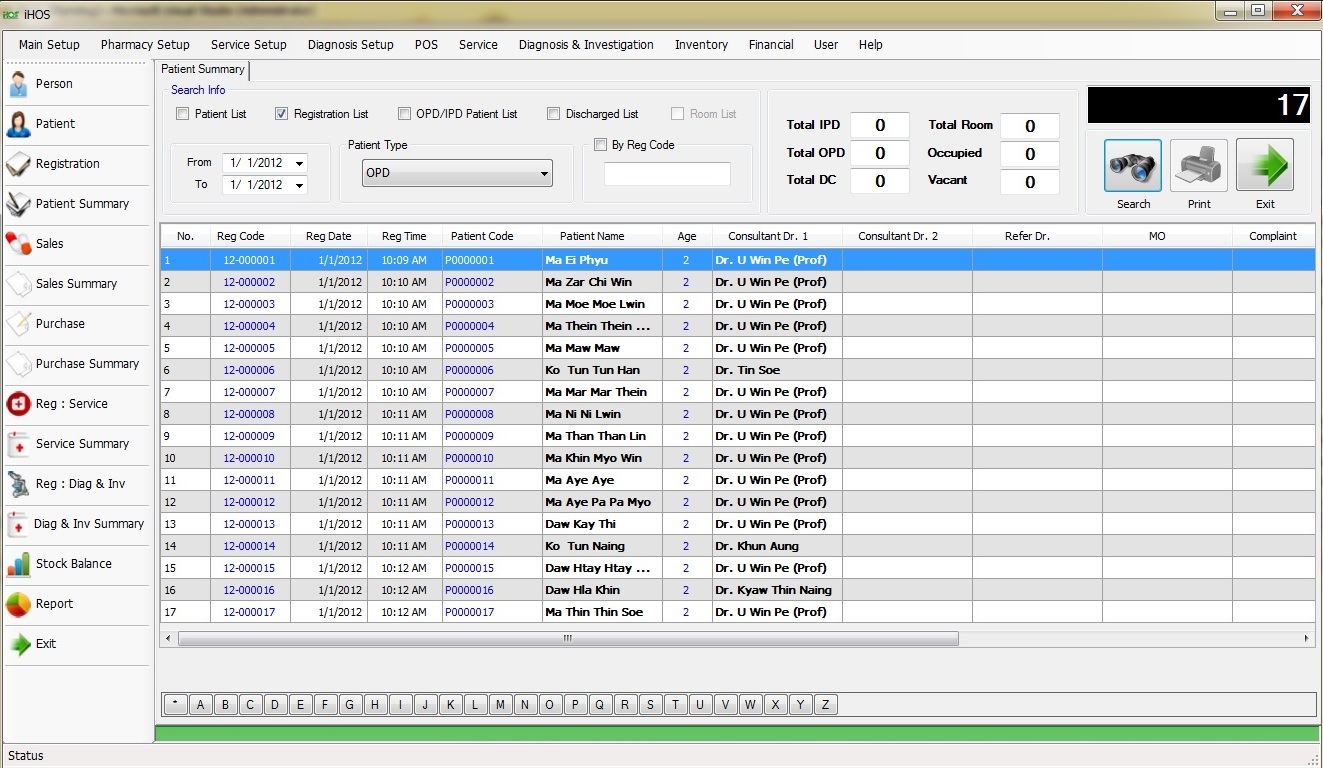 iHOS
Main Setup Pharmacy Setup Service Setup Diagnosis Setup POS Service Diagnosis & Investigation Inventory Financial User Help
Person
Patient
Registration
Patient Summary
Sales
Sales Summary
Purchase
Purchase Summary
Reg : Service
Service Summary
Reg : Diag & Inv
Diag & Inv Summary
Stock Balance
Report
Exit
Patient Summary
Search Info
Patient List Registration List OPD/IPD Patient List Discharged List Room List
From 1/ 1/2012
To 1/ 1/2012
Patient Type
OPD
By Reg Code
Total IPD 0 Total Room 0
Total OPD 0 Occupied 0
Total DC 0 Vacant 0
17
Search Print Exit
No. Reg Code Reg Date Reg Time Patient Code Patient Name Age Consultant Dr. 1 Consultant Dr. 2 Refer Dr. MO Complaint
1 12-000001 1/1/2012 10:09 AM P0000001 Ma Ei Phyu 2 Dr. U Win Pe (Prof)
2 12-000002 1/1/2012 10:10 AM P0000002 Ma Zar Chi Win 2 Dr. U Win Pe (Prof)
3 12-000003 1/1/2012 10:10 AM P0000003 Ma Moe Moe Lwin 2 Dr. U Win Pe (Prof)
4 12-000004 1/1/2012 10:10 AM P0000004 Ma Thein Thein ... 2 Dr. U Win Pe (Prof)
5 12-000005 1/1/2012 10:10 AM P0000005 Ma Maw Maw 2 Dr. U Win Pe (Prof)
6 12-000006 1/1/2012 10:10 AM P0000006 Ko Tun Tun Han 2 Dr. Tin Soe
7 12-000007 1/1/2012 10:10 AM P0000007 Ma Mar Mar Thein 2 Dr. U Win Pe (Prof)
8 12-000008 1/1/2012 10:11 AM P0000008 Ma Ni Ni Lwin 2 Dr. U Win Pe (Prof)
9 12-000009 1/1/2012 10:11 AM P0000009 Ma Than Than Lin 2 Dr. U Win Pe (Prof)
10 12-000010 1/1/2012 10:11 AM P0000010 Ma Khin Myo Win 2 Dr. U Win Pe (Prof)
11 12-000011 1/1/2012 10:11 AM P0000011 Ma Aye Aye 2 Dr. U Win Pe (Prof)
12 12-000012 1/1/2012 10:11 AM P0000012 Ma Aye Pa Pa Myo 2 Dr. U Win Pe (Prof)
13 12-000013 1/1/2012 10:11 AM P0000013 Daw Kay Thi 2 Dr. U Win Pe (Prof)
14 12-000014 1/1/2012 10:11 AM P0000014 Ko Tun Naing 2 Dr. Khun Aung
15 12-000015 1/1/2012 10:12 AM P0000015 Daw Htay Htay ... 2 Dr. U Win Pe (Prof)
16 12-000016 1/1/2012 10:12 AM P0000016 Daw Hla Khin 2 Dr. Kyaw Thin Naing
17 12-000017 1/1/2012 10:12 AM P0000017 Ma Thin Thin Soe 2 Dr. U Win Pe (Prof)
* A B C D E F G H I J K L M N O P Q R S T U V W X Y Z
Status